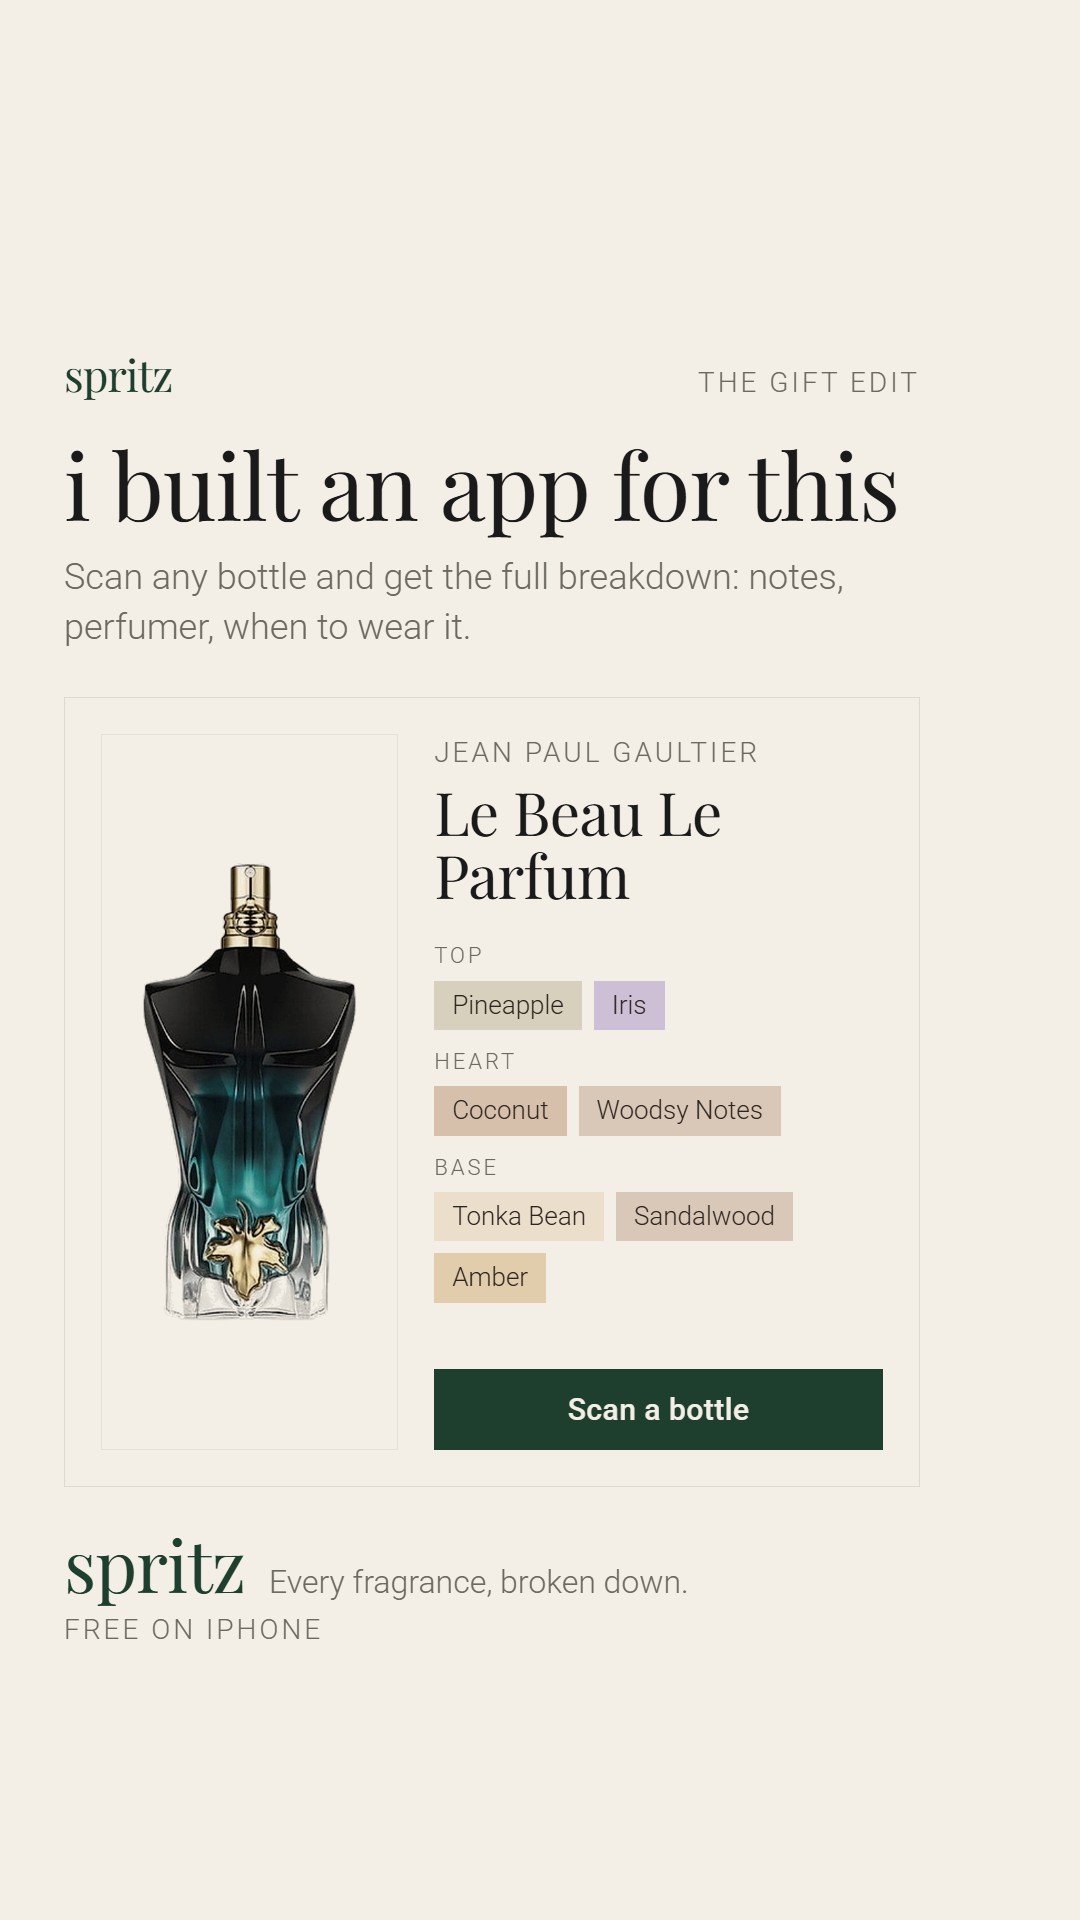 spritz
THE GIFT EDIT
i built an app for this
Scan any bottle and get the full breakdown: notes,
perfumer, when to wear it.
JEAN PAUL GAULTIER
Le Beau Le
Parfum
TOP
Pineapple Iris
HEART
Coconut Woodsy Notes
BASE
Tonka Bean Sandalwood
Amber
Scan a bottle
spritz Every fragrance, broken down.
FREE ON IPHONE